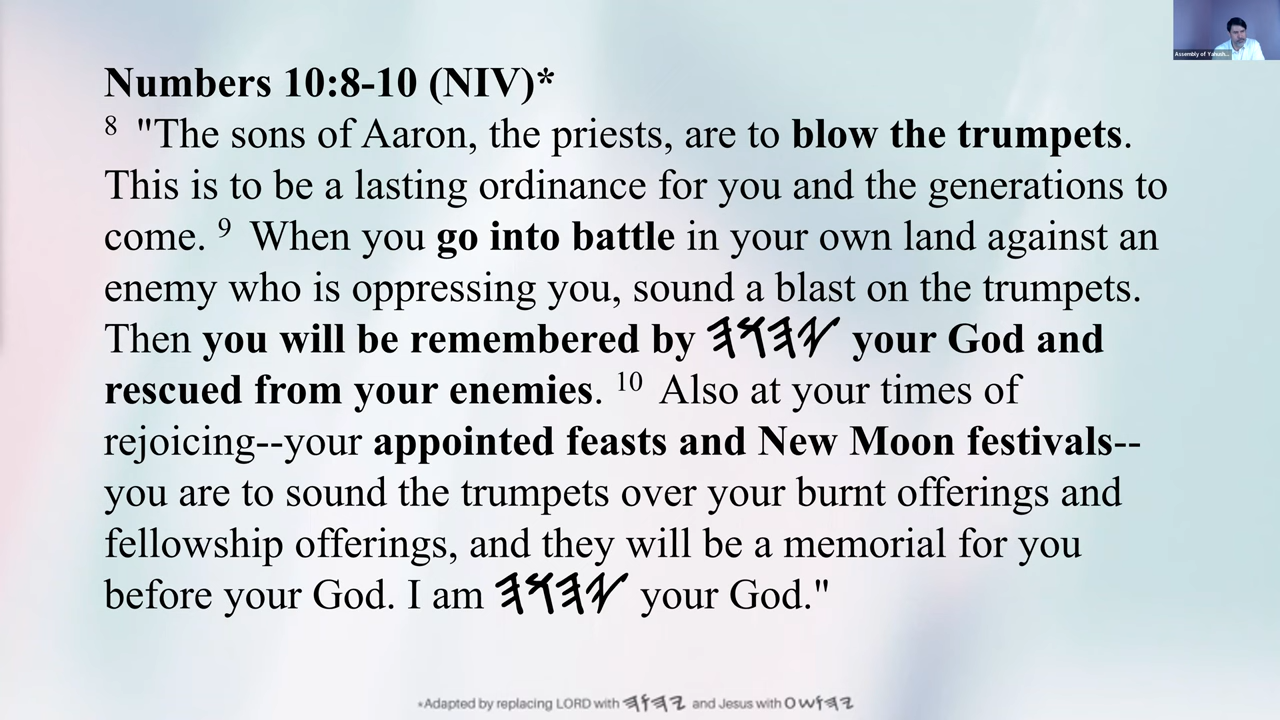 Assembly of Yahush...
Numbers 10:8-10 (NIV)*
8 "The sons of Aaron, the priests, are to blow the trumpets.
This is to be a lasting ordinance for you and the generations to
come. 9 When you go into battle in your own land against an
enemy who is oppressing you, sound a blast on the trumpets.
Then you will be remembered by 𐤉𐤄𐤅𐤄 your God and
rescued from your enemies. 10 Also at your times of
rejoicing--your appointed feasts and New Moon festivals--
you are to sound the trumpets over your burnt offerings and
fellowship offerings, and they will be a memorial for you
before your God. I am 𐤉𐤄𐤅𐤄 your God."
*Adapted by replacing LORD with 𐤉𐤄𐤅𐤄 and Jesus with 𐤉𐤄𐤅𐤔𐤏